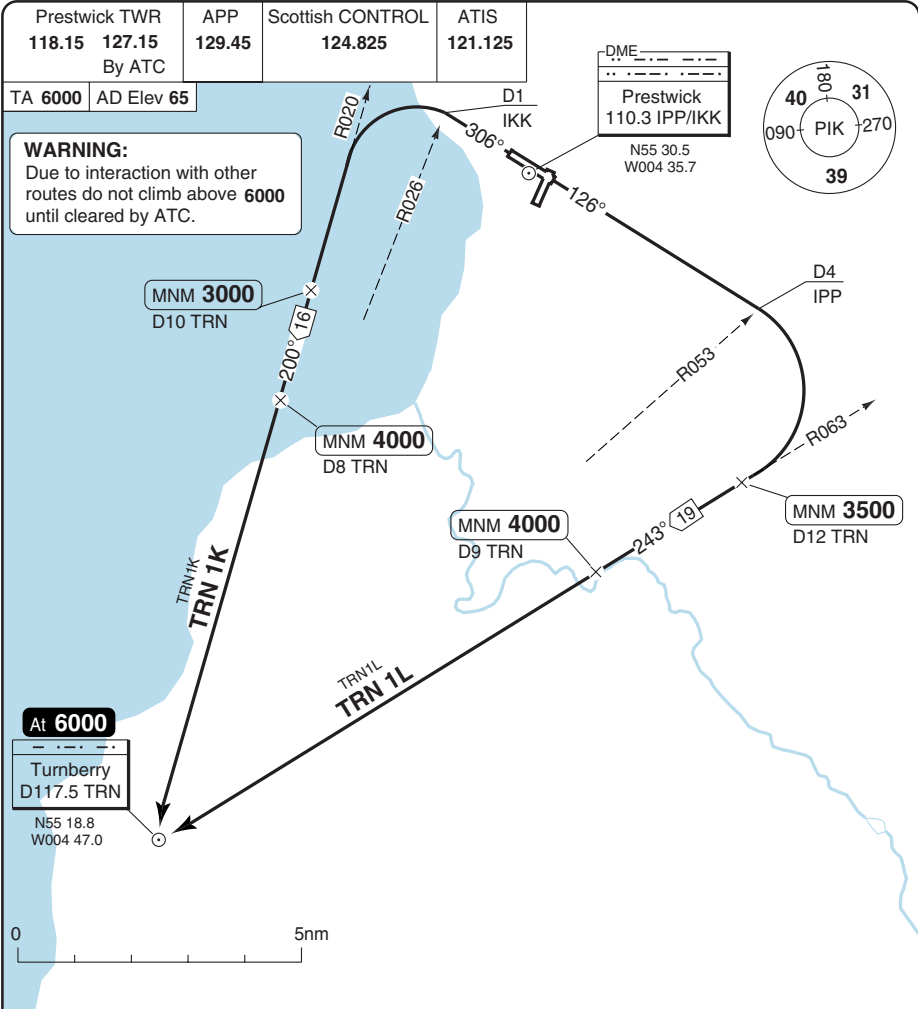 Prestwick TWR
118.15 127.15
By ATC
APP
129.45
Scottish CONTROL
124.825
ATIS
121.125
TA 6000
AD Elev 65
WARNING:
Due to interaction with other
routes do not climb above 6000
until cleared by ATC.
R020
R026
D1
IKK
306°
DME
Prestwick
110.3 IPP/IKK
N55 30.5
W004 35.7
180
40
31
090
PIK
270
39
126°
D4
IPP
MNM 3000
D10 TRN
200°
16
MNM 4000
D8 TRN
R053
R063
MNM 3500
D12 TRN
MNM 4000
D9 TRN
243°
19
TRN1K
TRN 1K
TRN1L
TRN 1L
At 6000
Turnberry
D117.5 TRN
N55 18.8
W004 47.0
0
5nm